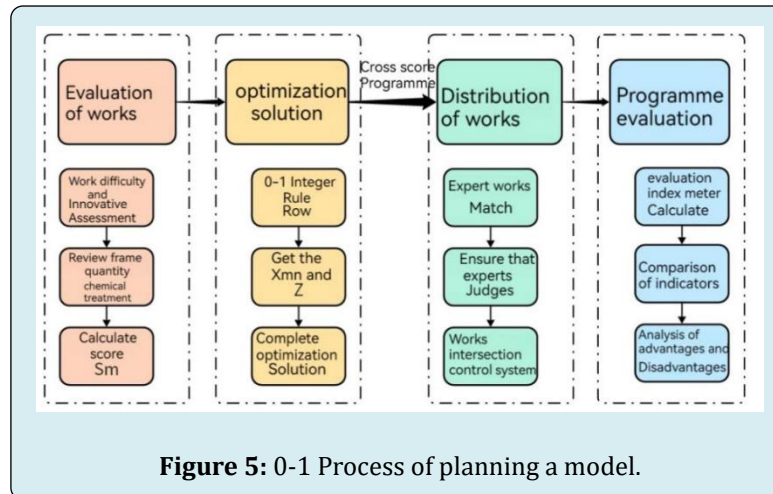 Evaluation
of works
optimization
solution
Cross score
Programme
Distribution
of works
Programme
evaluation
Work difficulty
and
Innovative
Assessment
Review frame
quantity
chemical
treatment
Calculate
score
Sm
0-1 Integer
Rule
Row
Get the
Xmn and
Z
Complete
optimization
Solution
Expert works
Match
Ensure that
experts
Judges
Works
intersection
control system
evaluation
index meter
Calculate
Comparison
of indicators
Analysis of
advantages and
Disadvantages
Figure 5: 0-1 Process of planning a model.